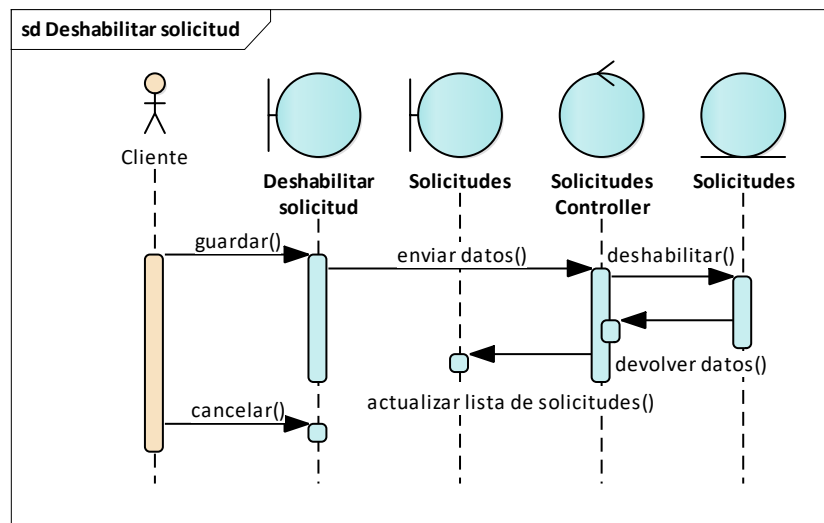 sd Deshabilitar solicitud
Cliente
Deshabilitar
solicitud
Solicitudes
Solicitudes
Controller
Solicitudes
guardar()
enviar datos()
deshabilitar()
devolver datos()
actualizar lista de solicitudes()
cancelar()